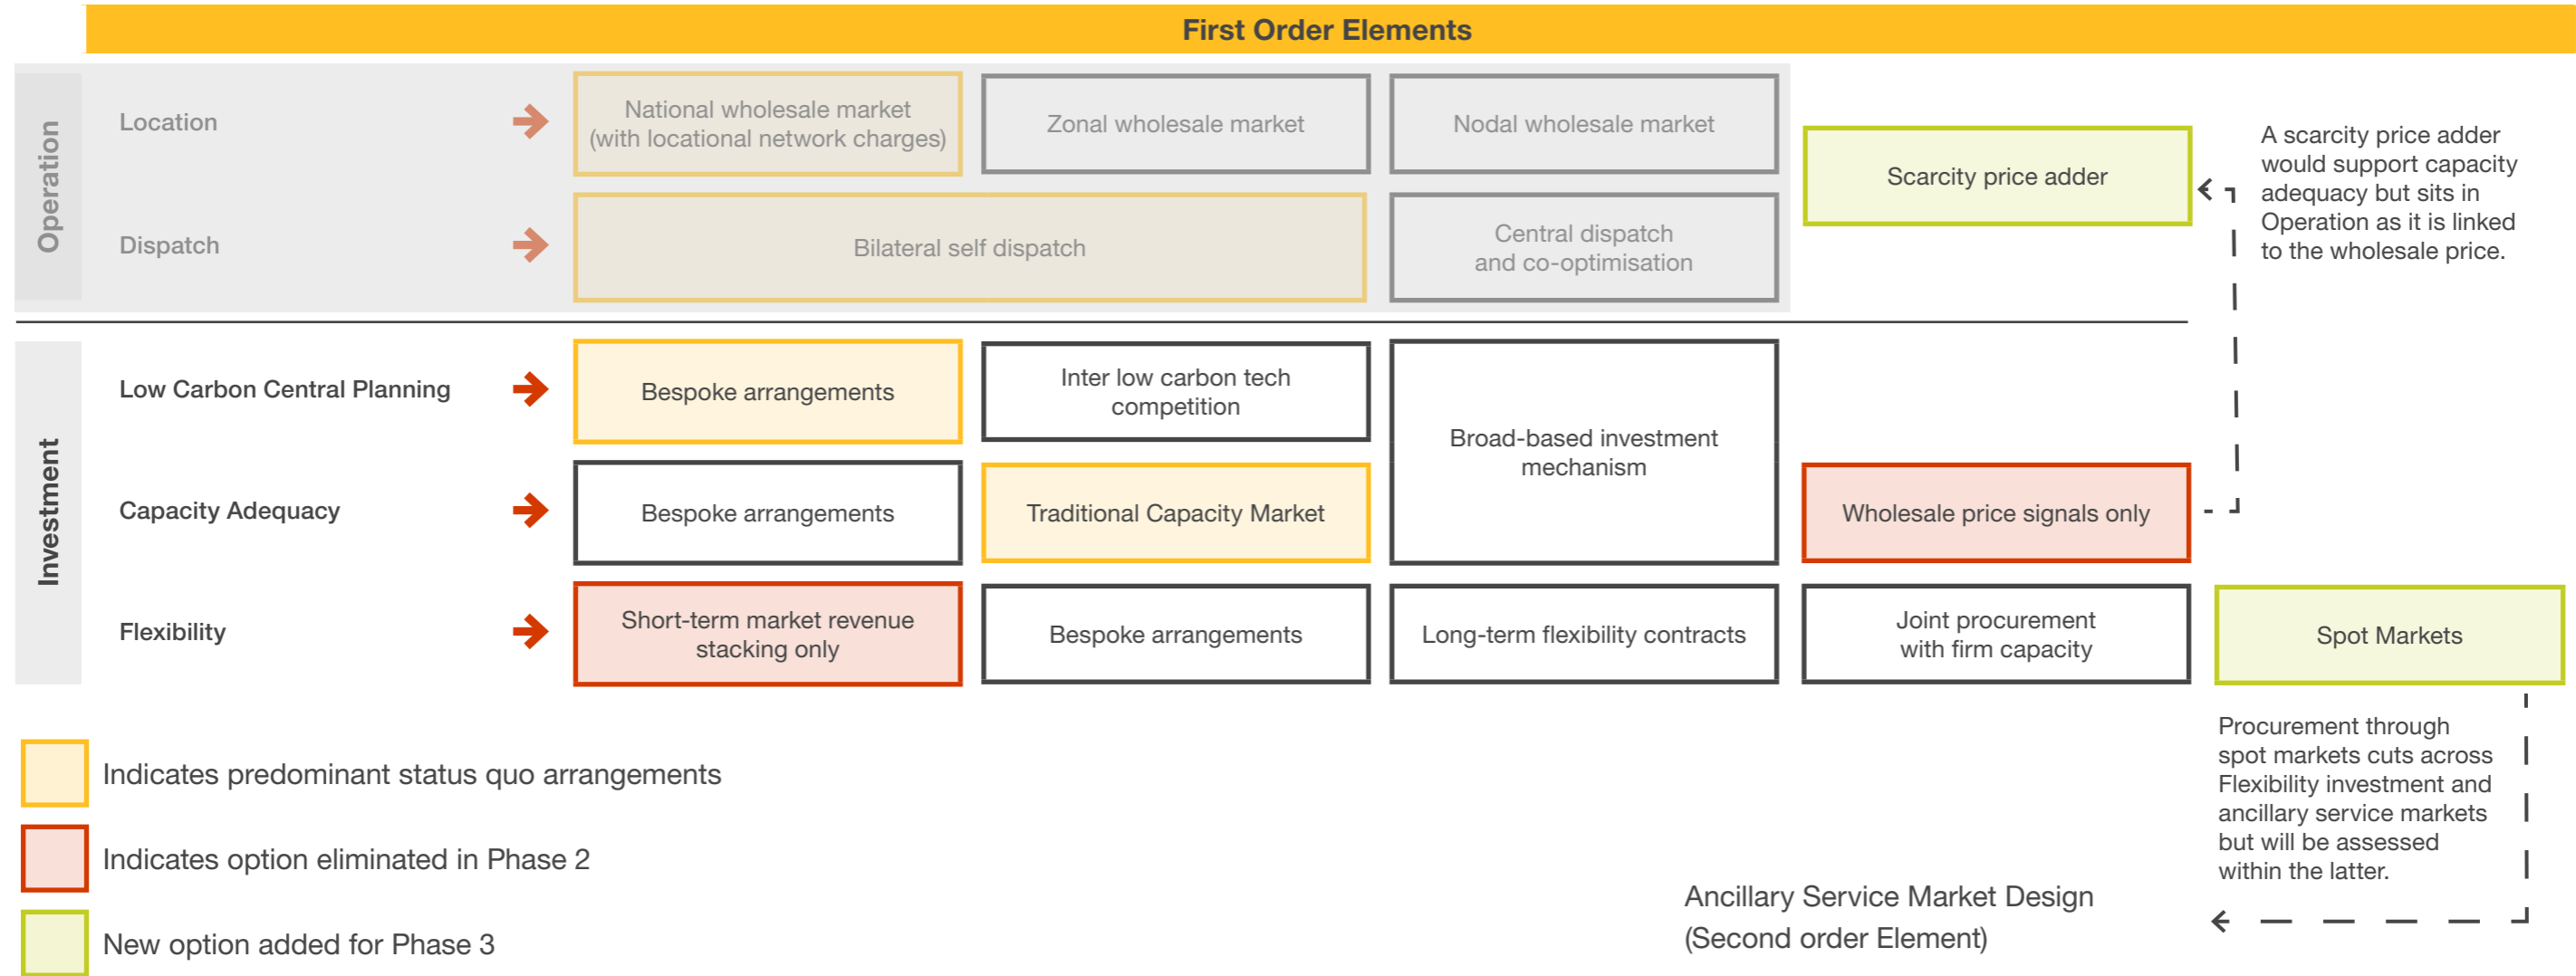 First Order Elements
Operation
Location
National wholesale market
(with locational network charges)
Zonal wholesale market
Nodal wholesale market
Scarcity price adder
A scarcity price adder
would support capacity
adequacy but sits in
Operation as it is linked
to the wholesale price.
Dispatch
Bilateral self dispatch
Central dispatch
and co-optimisation
Investment
Low Carbon Central Planning
Bespoke arrangements
Inter low carbon tech
competition
Broad-based investment
mechanism
Capacity Adequacy
Bespoke arrangements
Traditional Capacity Market
Wholesale price signals only
Flexibility
Short-term market revenue
stacking only
Bespoke arrangements
Long-term flexibility contracts
Joint procurement
with firm capacity
Spot Markets
Procurement through
spot markets cuts across
Flexibility investment and
ancillary service markets
but will be assessed
within the latter.
Indicates predominant status quo arrangements
Indicates option eliminated in Phase 2
New option added for Phase 3
Ancillary Service Market Design
(Second order Element)